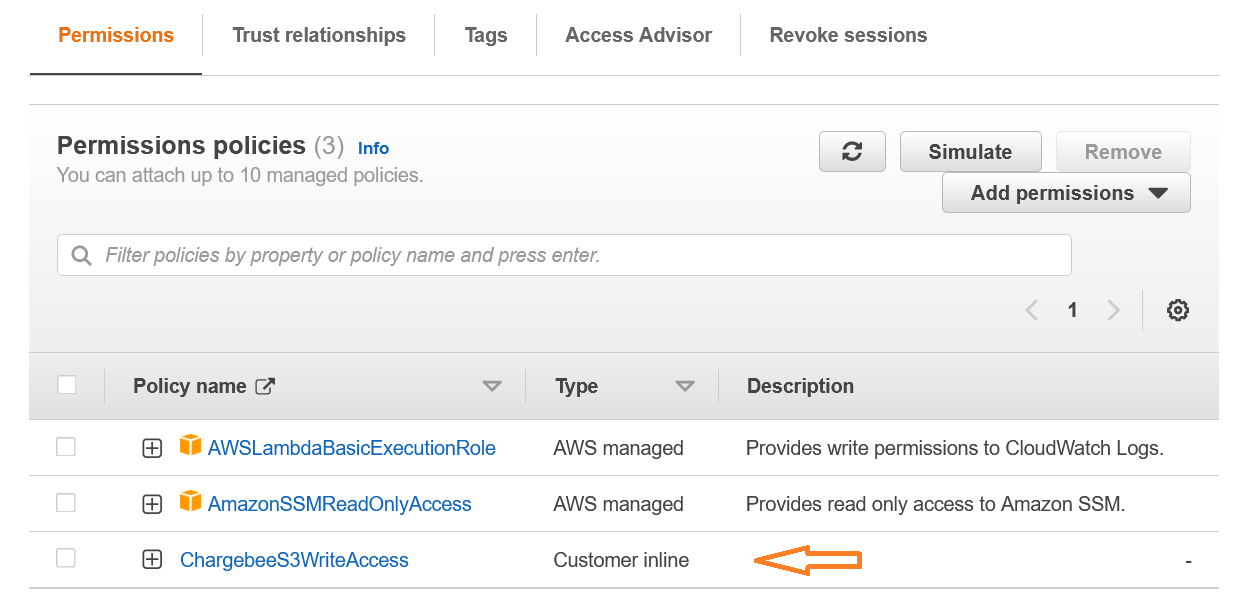 Permissions Trust relationships Tags Access Advisor Revoke sessions
Permissions policies (3) Info
You can attach up to 10 managed policies.
Simulate Remove
Add permissions
Filter policies by property or policy name and press enter.
1
Policy name Type Description
AWSLambdaBasicExecutionRole AWS managed Provides write permissions to CloudWatch Logs.
AmazonSSMReadOnlyAccess AWS managed Provides read only access to Amazon SSM.
ChargebeeS3WriteAccess Customer inline -